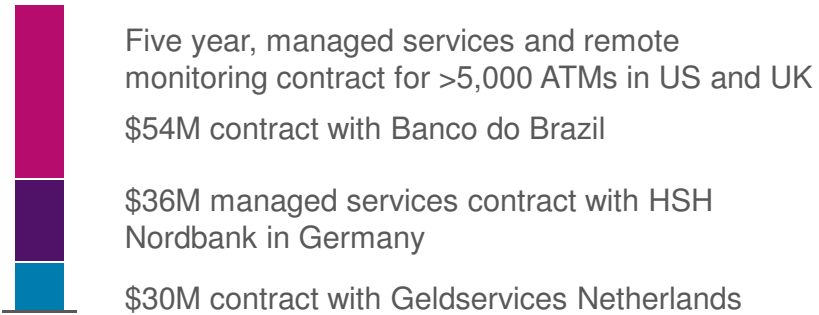 Five year, managed services and remote
monitoring contract for >5,000 ATMs in US and UK
$54M contract with Banco do Brazil
$36M managed services contract with HSH
Nordbank in Germany
$30M contract with Geldservices Netherlands